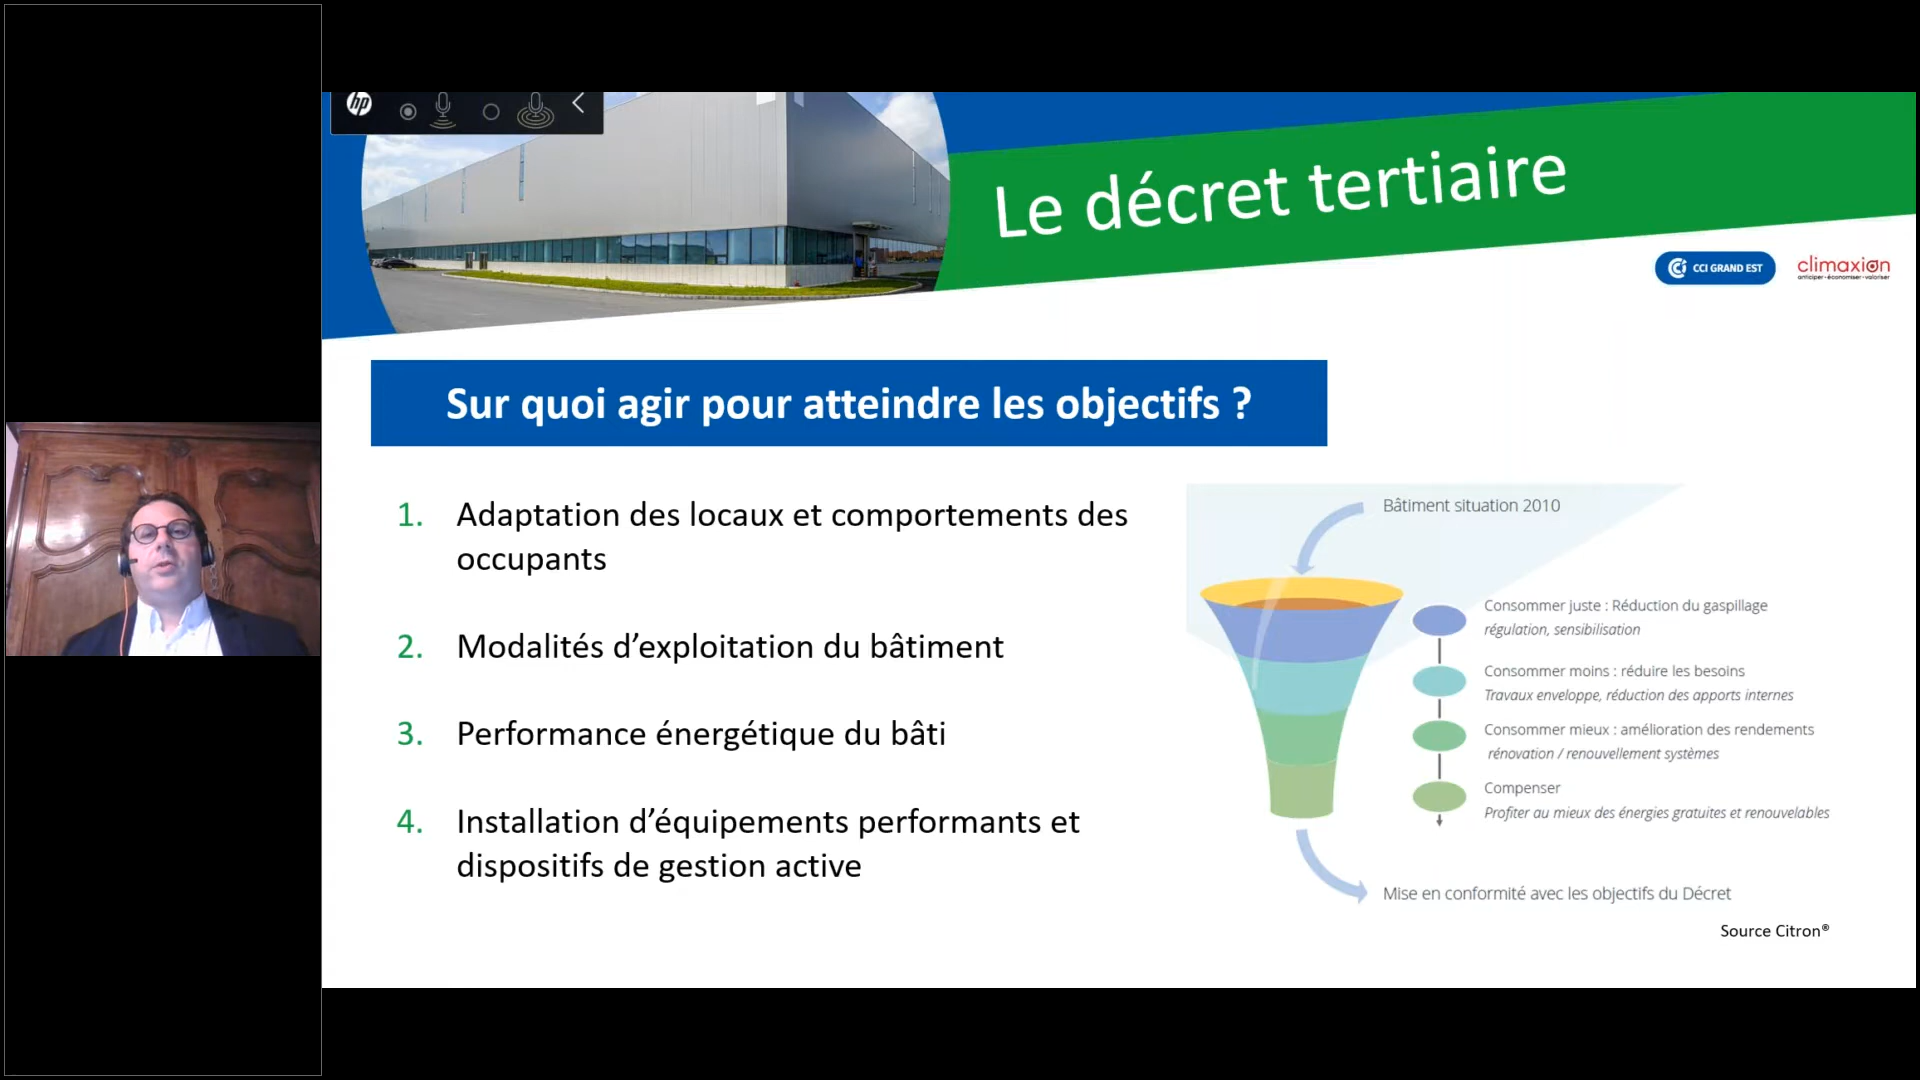 hp
Le décret tertiaire
CCI GRAND EST
climaxion
anticiper • économiser • valoriser
Sur quoi agir pour atteindre les objectifs ?
1. Adaptation des locaux et comportements des
occupants
2. Modalités d’exploitation du bâtiment
3. Performance énergétique du bâti
4. Installation d’équipements performants et
dispositifs de gestion active
Bâtiment situation 2010
Consommer juste : Réduction du gaspillage
régulation, sensibilisation
Consommer moins : réduire les besoins
Travaux enveloppe, réduction des apports internes
Consommer mieux : amélioration des rendements
rénovation / renouvellement systèmes
Compenser
Profiter au mieux des énergies gratuites et renouvelables
Mise en conformité avec les objectifs du Décret
Source Citron®